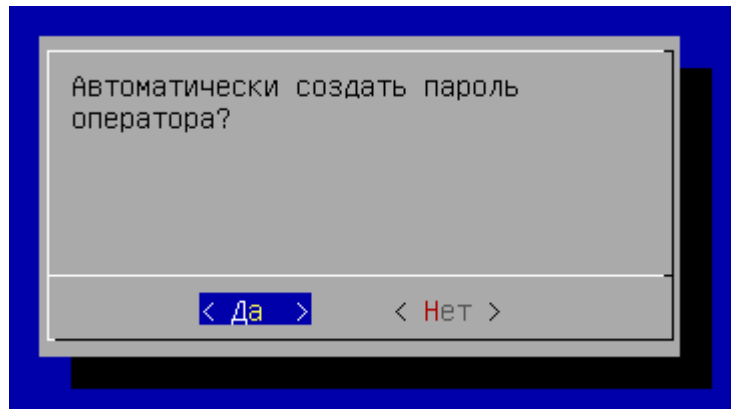 Автоматически создать пароль
оператора?
< Да > < Нет >